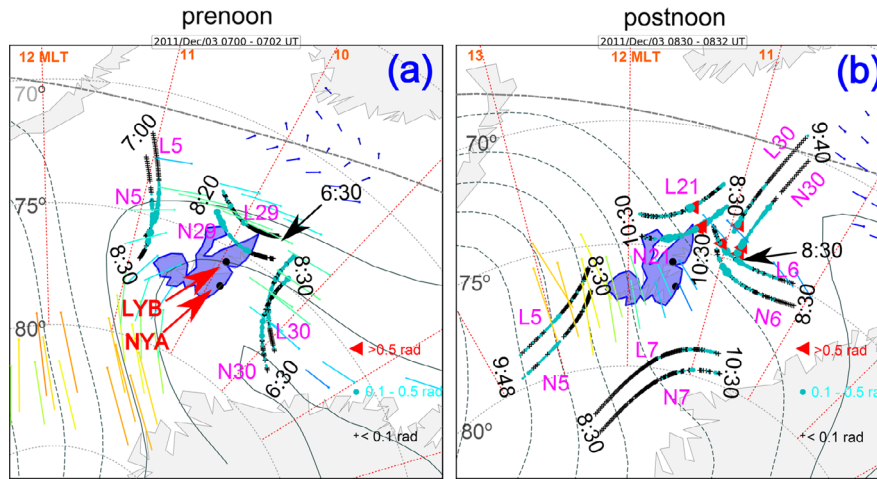 prenoon
postnoon
2011/Dec/03 0700 - 0702 UT
2011/Dec/03 0830 - 0832 UT
12 MLT
11
10
(a)
70°
7:00
L5
N5
75°
8:20
6:30
L29
N29
8:30
8:30
LYB
NYA
80°
L30
N30
6:30
>0.5 rad
0.1 - 0.5 rad
+< 0.1 rad
13
12 MLT
11
(b)
70°
L30
9:40
N30
L21
8:30
10:30
N21
10:30
8:30
75°
L6
N6
8:30
8:30
L5
N5
9:48
L7
N7
10:30
8:30
80°
>0.5 rad
0.1 - 0.5 rad
+< 0.1 rad